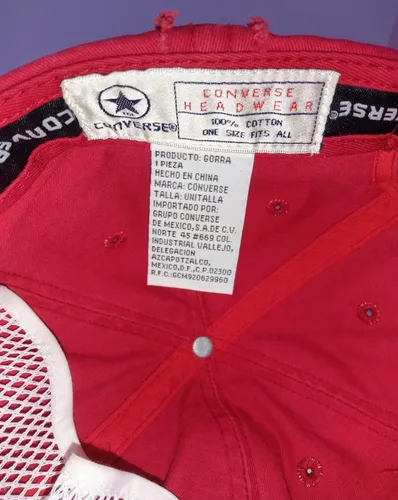 CONVERSE®
CONVERSE
HEADWEAR
100% COTTON
ONE SIZE FITS ALL
CONVERSE
VERSE
PRODUCTO: GORRA
1 PIEZA
HECHO EN CHINA
MARCA: CONVERSE
TALLA: UNITALLA
IMPORTADO POR:
GRUPO CONVERSE
DE MEXICO, S.A. DE C.V.
NORTE 45 #669 COL.
INDUSTRIAL VALLEJO,
DELEGACION
AZCAPOTZALCO,
MEXICO, D.F., C.P. 02300
R.F.C.: GCM920629960